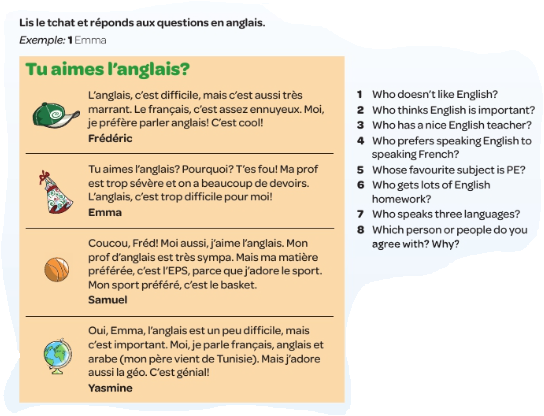 Lis le tchat et réponds aux questions en anglais.
Exemple: 1 Emma
Tu aimes l'anglais?
L'anglais, c'est difficile, mais c'est aussi très
marrant. Le français, c'est assez ennuyeux. Moi,
je préfère parler anglais! C'est cool!
Frédéric
Tu aimes l'anglais? Pourquoi? T'es fou! Ma prof
est trop sévère et on a beaucoup de devoirs.
L'anglais, c'est trop difficile pour moi!
Emma
Coucou, Fréd! Moi aussi, j'aime l'anglais. Mon
prof d'anglais est très sympa. Mais ma matière
préférée, c'est l'EPS, parce que j'adore le sport.
Mon sport préféré, c'est le basket.
Samuel
Oui, Emma, l'anglais est un peu difficile, mais
c'est important. Moi, je parle français, anglais et
arabe (mon père vient de Tunisie). Mais j'adore
aussi la géo. C'est génial!
Yasmine
1 Who doesn't like English?
2 Who thinks English is important?
3 Who has a nice English teacher?
4 Who prefers speaking English to
speaking French?
5 Whose favourite subject is PE?
6 Who gets lots of English
homework?
7 Who speaks three languages?
8 Which person or people do you
agree with? Why?